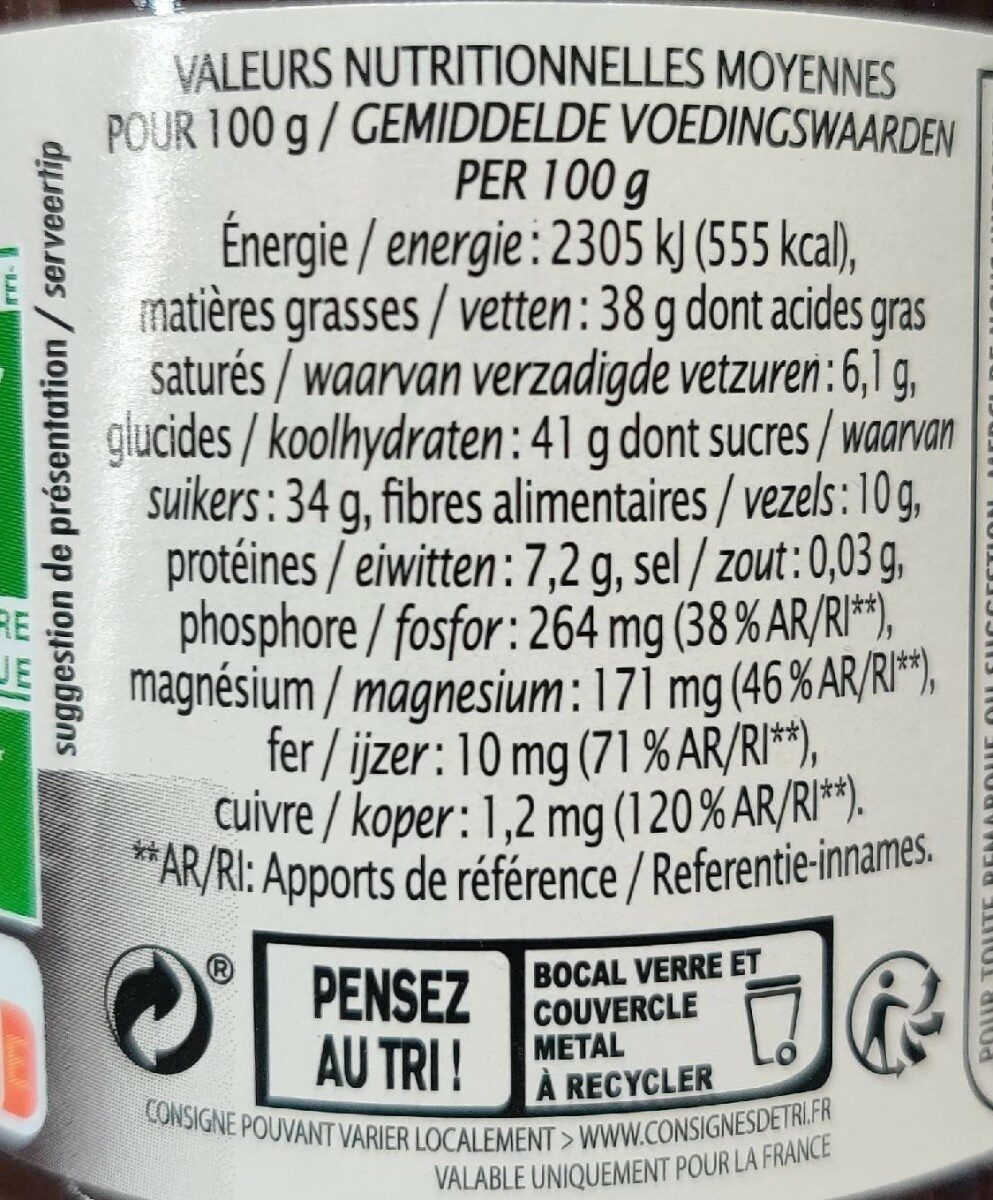 VALEURS NUTRITIONNELLES MOYENNES
POUR 100 g / GEMIDDELDE VOEDINGSWAARDEN
PER 100 g
Énergie / energie : 2305 kJ (555 kcal),
matières grasses / vetten : 38 g dont acides gras
saturés / waarvan verzadigde vetzuren : 6,1 g,
glucides / koolhydraten : 41 g dont sucres / waarvan
suikers : 34 g, fibres alimentaires / vezels : 10 g,
protéines / eiwitten : 7,2 g, sel / zout : 0,03 g,
phosphore / fosfor : 264 mg (38 % AR/RI**),
magnésium / magnesium : 171 mg (46 % AR/RI**),
fer / ijzer : 10 mg (71 % AR/RI**),
cuivre / koper : 1,2 mg (120 % AR/RI**).
**AR/RI: Apports de référence / Referentie-innames.
suggestion de présentation / serveertip
®
PENSEZ
AU TRI !
BOCAL VERRE ET
COUVERCLE
METAL
À RECYCLER
CONSIGNE POUVANT VARIER LOCALEMENT > WWW.CONSIGNESDETRI.FR
VALABLE UNIQUEMENT POUR LA FRANCE
POUR TOUTE REMARQUE OU SUGGESTION